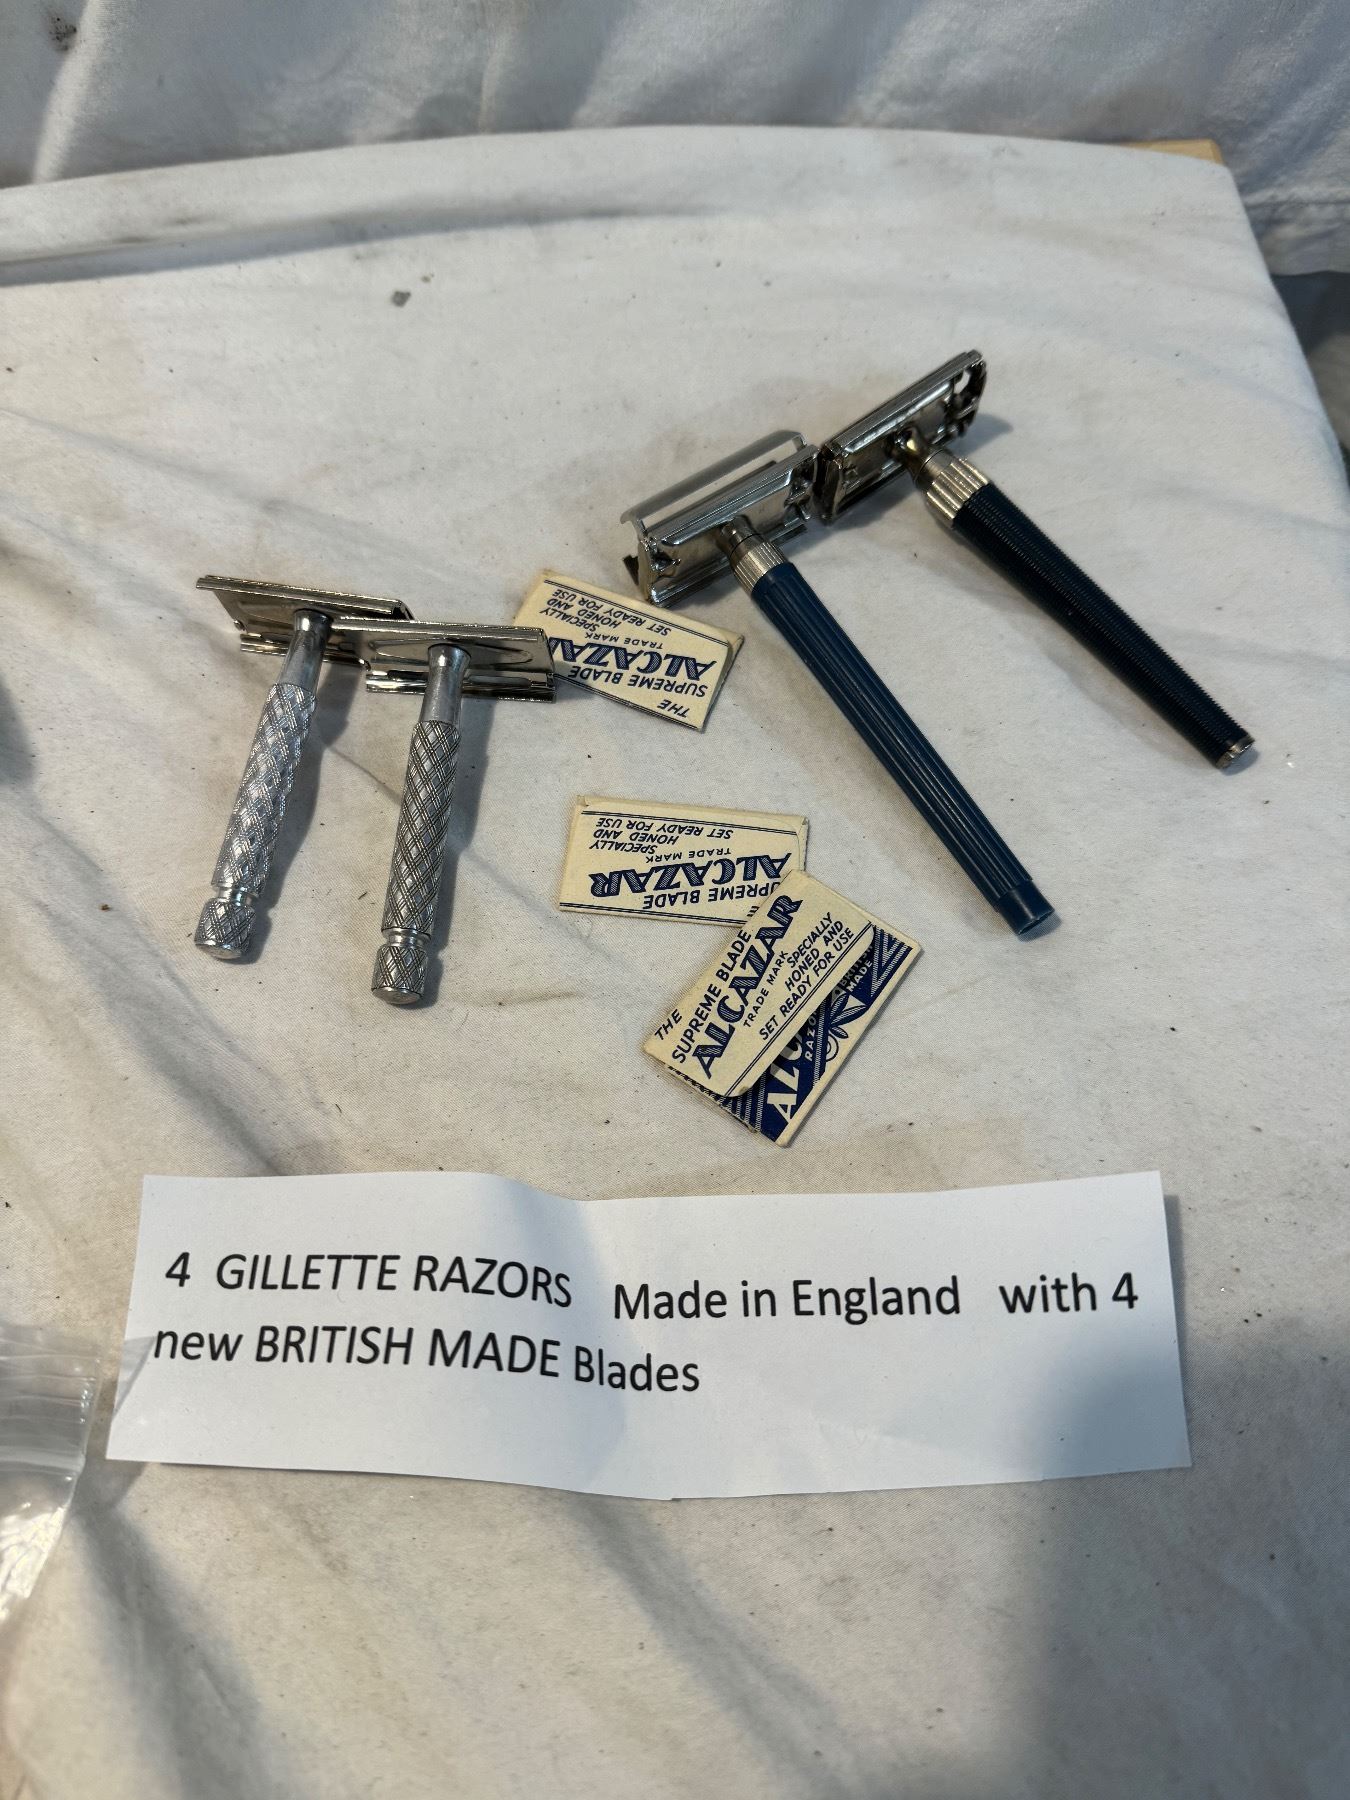 THE
SUPREME BLADE
ALCAZAR
TRADE MARK
SPECIALLY
HONED AND
SET READY FOR USE
SUPREME BLADE
ALCAZAR
TRADE MARK
SPECIALLY
HONED AND
SET READY FOR USE
THE
SUPREME BLADE
ALCAZAR
TRADE MARK
SPECIALLY
HONED AND
SET READY FOR USE
MADE
4 GILLETTE RAZORS Made in England with 4
new BRITISH MADE Blades